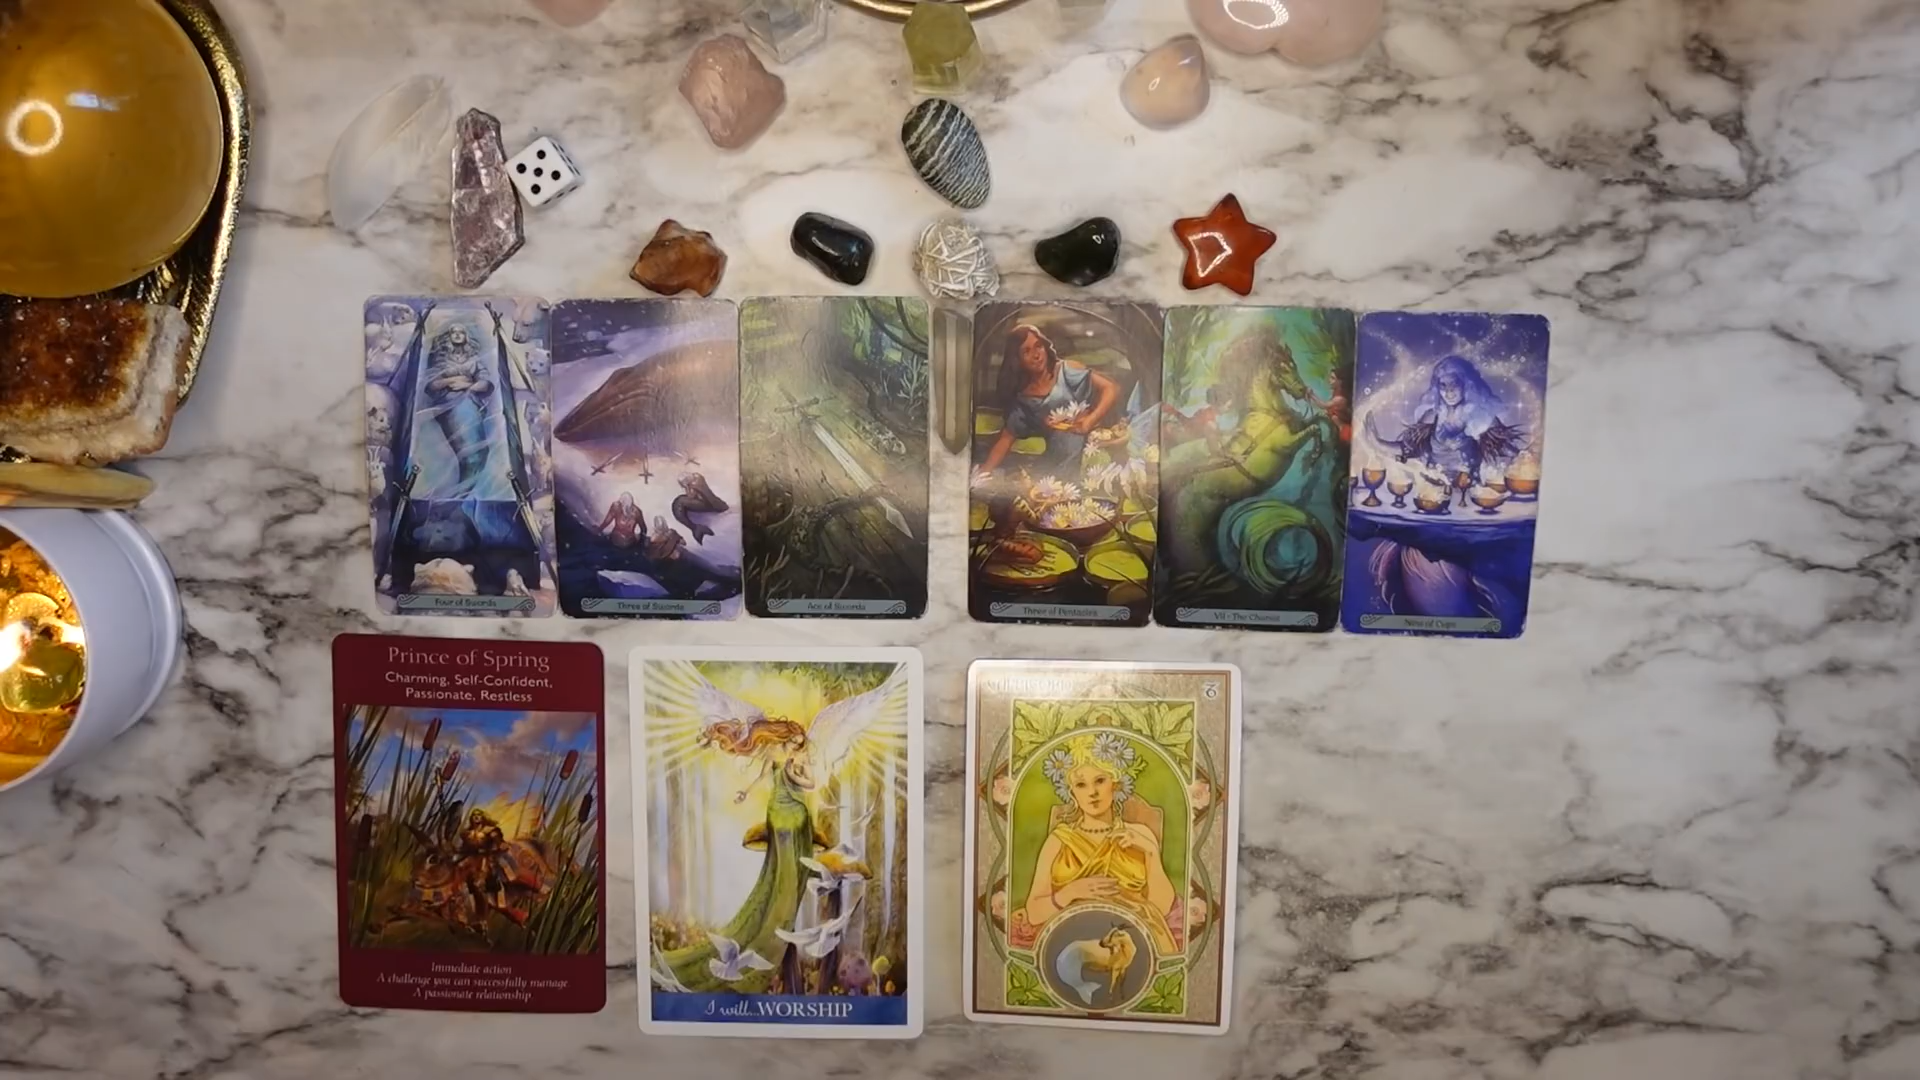 Four of Swords
Three of Swords
Ace of Swords
Three of Pentacles
VII - The Chariot
Nine of Cups
Prince of Spring
Charming, Self-Confident,
Passionate, Restless
Immediate action
A challenge you can successfully manage.
A passionate relationship.
I will...WORSHIP